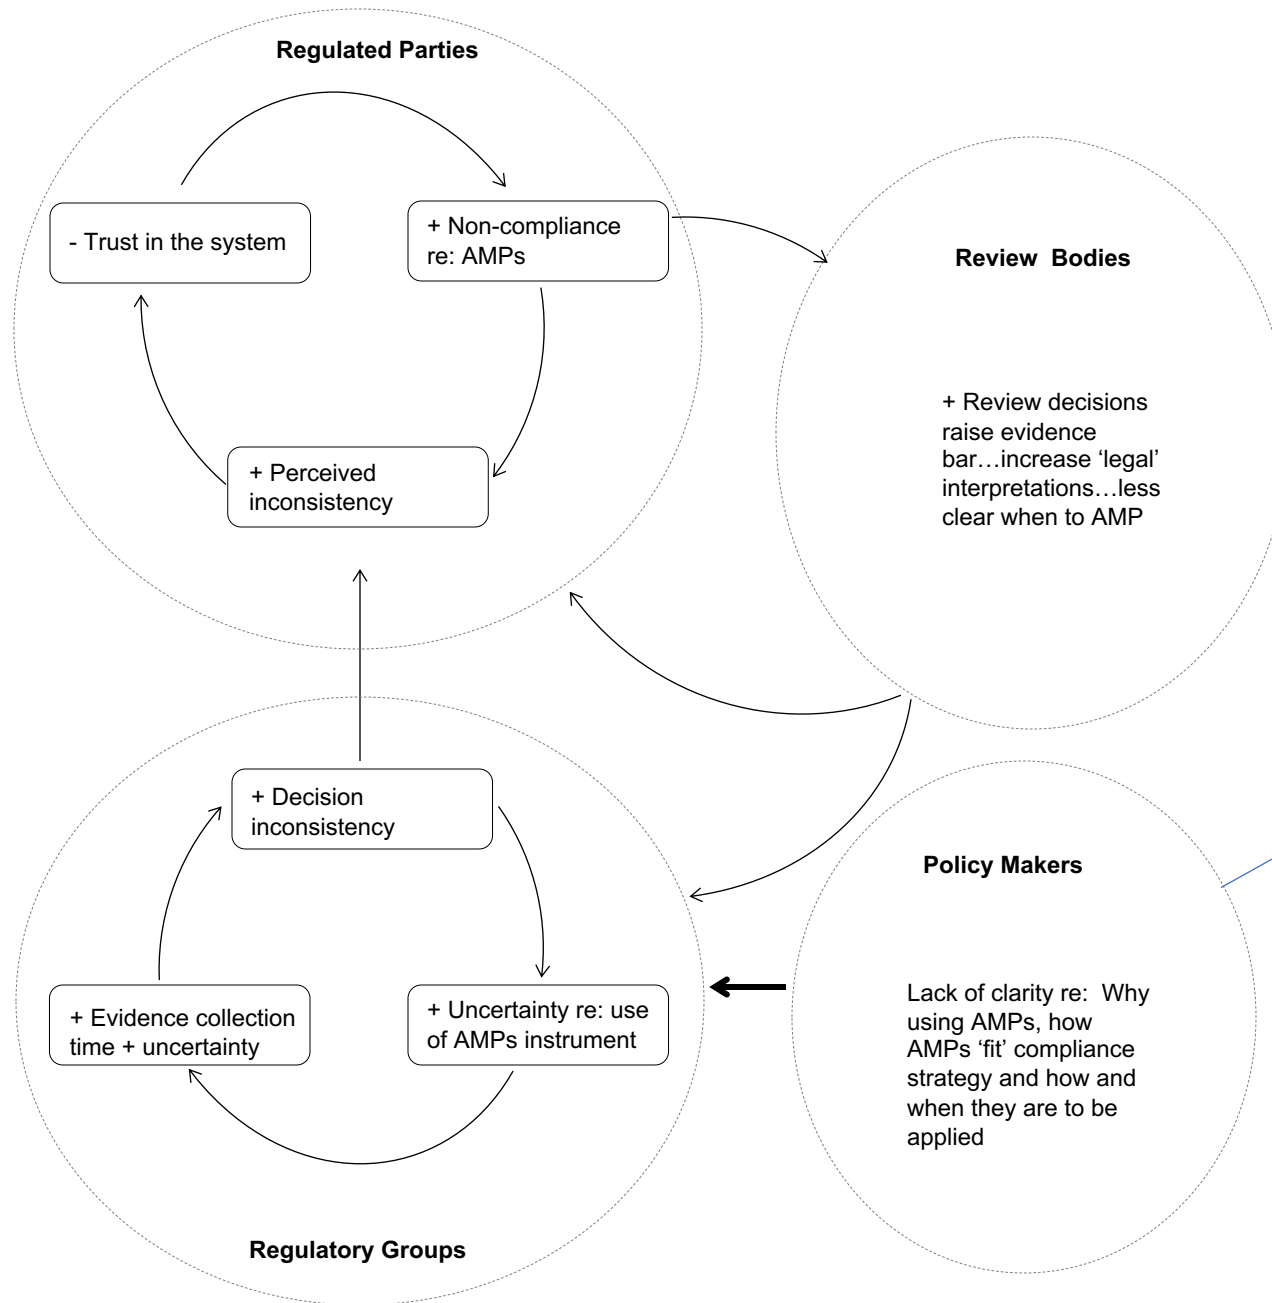 Regulated Parties
- Trust in the system
+ Non-compliance
re: AMPs
+ Perceived
inconsistency
Review  Bodies
+ Review decisions
raise evidence
bar…increase ‘legal’
interpretations…less
clear when to AMP
+ Decision
inconsistency
+ Evidence collection
time + uncertainty
+ Uncertainty re: use
of AMPs instrument
Regulatory Groups
Policy Makers
Lack of clarity re:  Why
using AMPs, how
AMPs ‘fit’ compliance
strategy and how and
when they are to be
applied